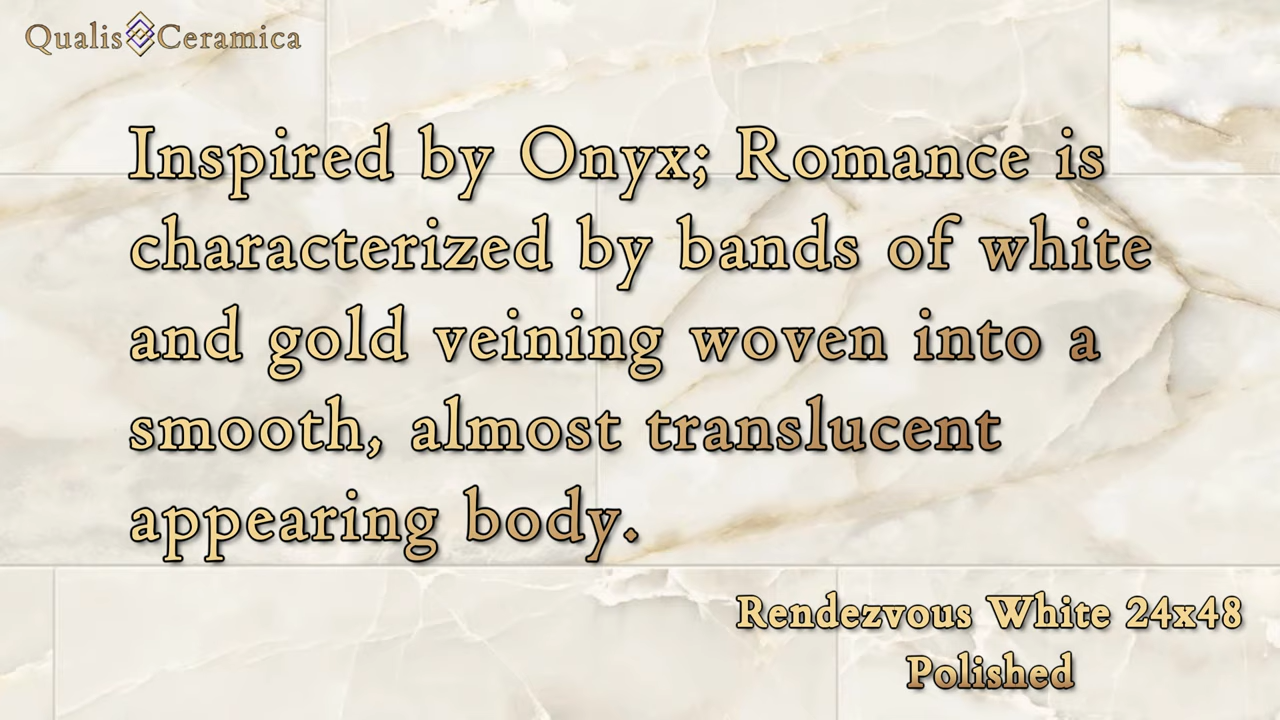 Qualis Ceramica
Inspired by Onyx; Romance is
characterized by bands of white
and gold veining woven into a
smooth, almost translucent
appearing body.
Rendezvous White 24x48
Polished